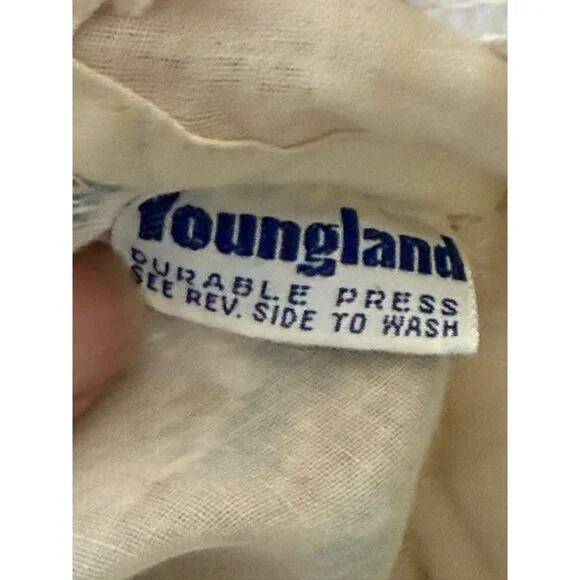 Youngland
DURABLE PRESS
SEE REV. SIDE TO WASH